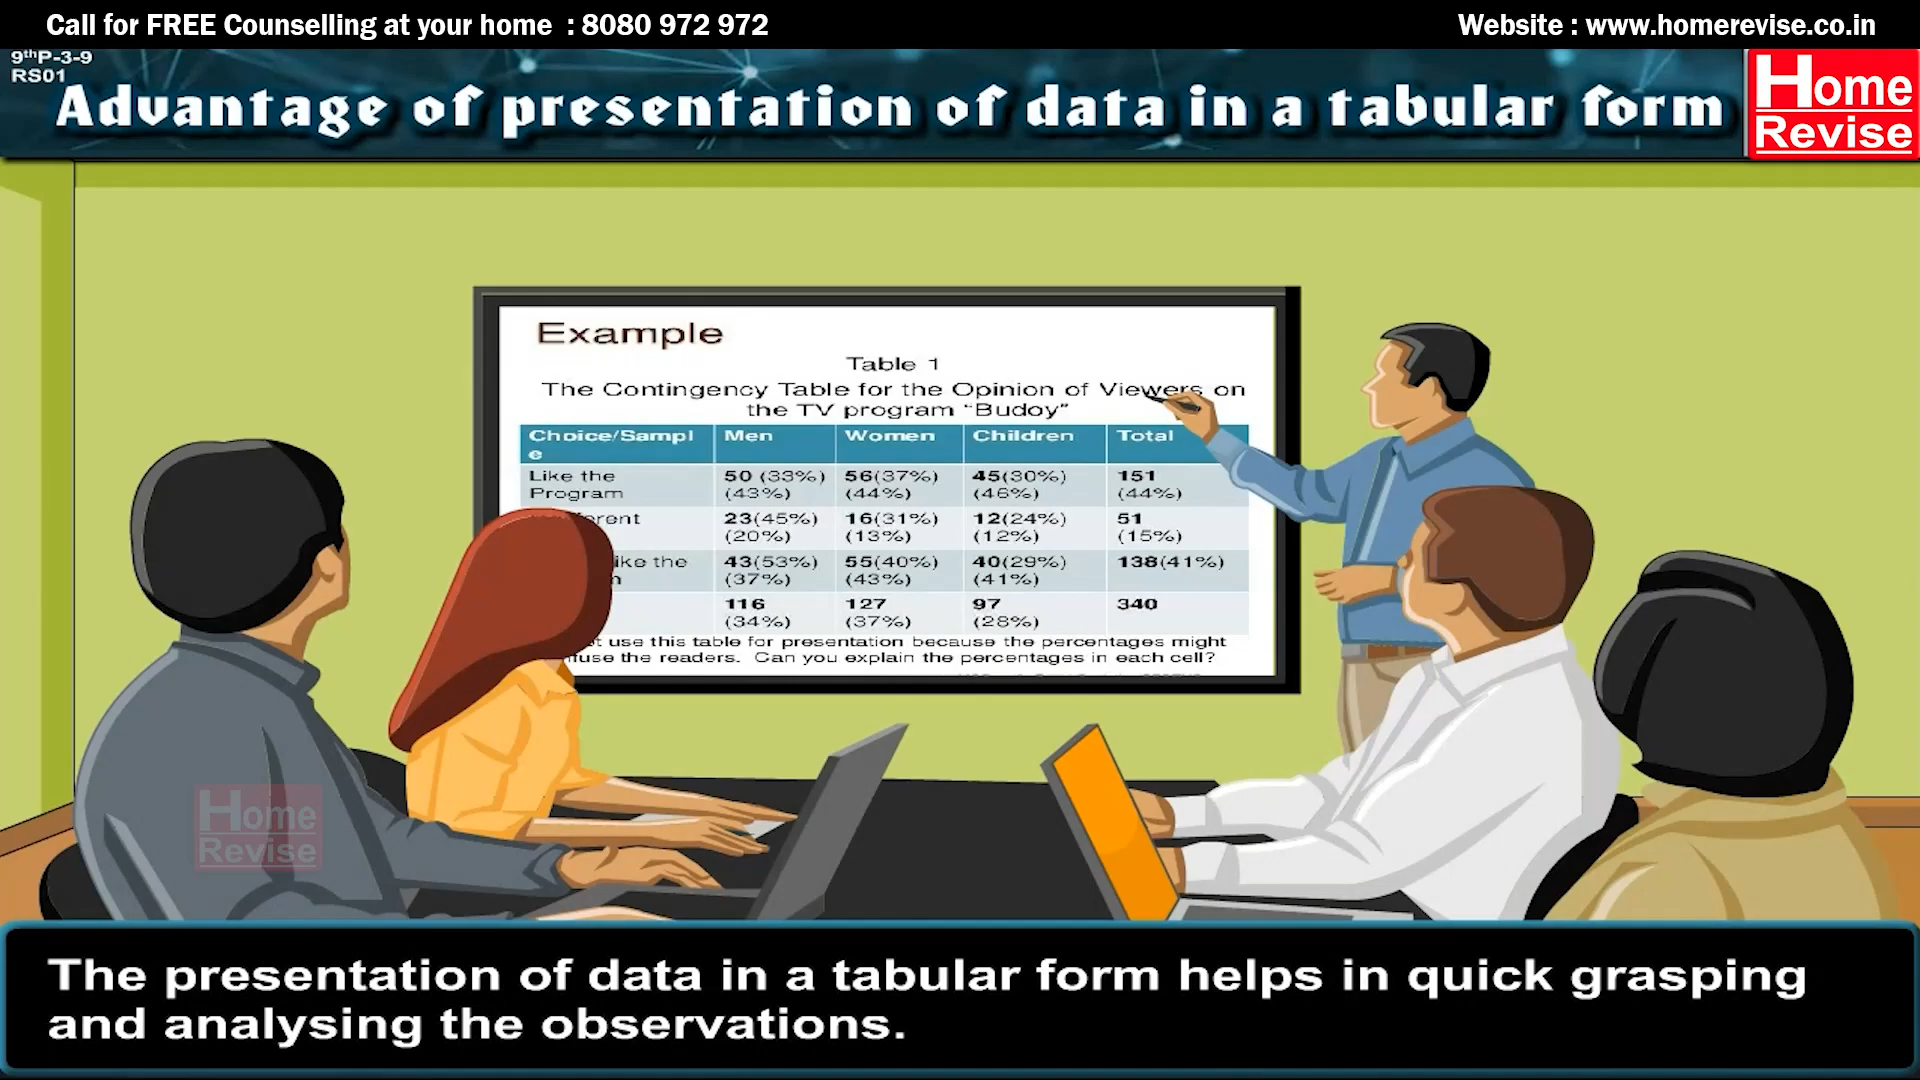 Call for FREE Counselling at your home : 8080 972 972
Website : www.homerevise.co.in
9thP-3-9
RS01
Advantage of presentation of data in a tabular form
Home
Revise
Example
Table 1
The Contingency Table for the Opinion of Viewers on
the TV program "Budoy"
Choice/Sampl
e
Men
Women
Children
Total
Like the
Program
50 (33%)
(43%)
56(37%)
(44%)
45(30%)
(46%)
151
(44%)
23(45%)
(20%)
16(31%)
(13%)
12(24%)
(12%)
51
(15%)
the
43(53%)
(37%)
55(40%)
(43%)
40(29%)
(41%)
138(41%)
116
(34%)
127
(37%)
97
(28%)
340
use this table for presentation because the percentages might
the readers. Can you explain the percentages in each cell?
Home
Revise
The presentation of data in a tabular form helps in quick grasping
and analysing the observations.